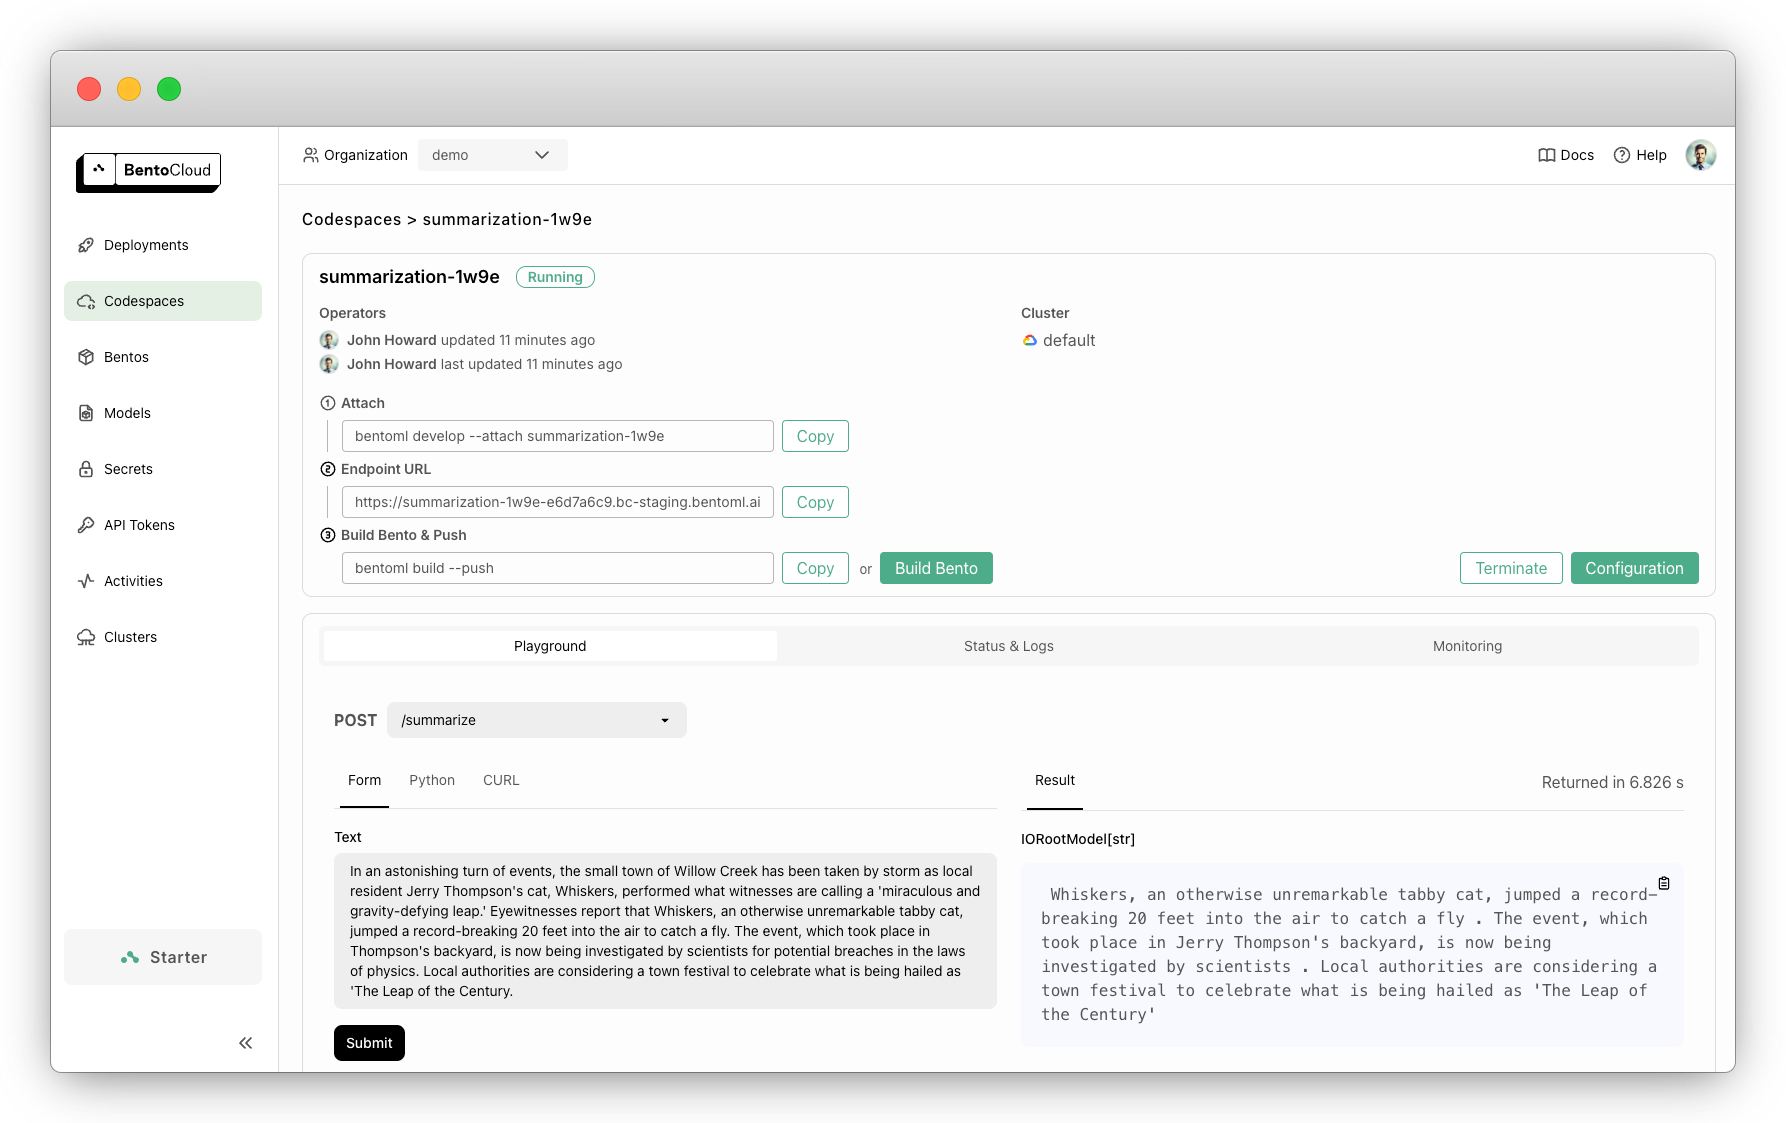 BentoCloud
Organization
demo
Docs
Help
Deployments
Codespaces
Bentos
Models
Secrets
API Tokens
Activities
Clusters
Starter
Codespaces > summarization-1w9e
summarization-1w9e
Running
Operators
John Howard updated 11 minutes ago
John Howard last updated 11 minutes ago
Cluster
default
1 Attach
bentoml develop --attach summarization-1w9e
Copy
2 Endpoint URL
https://summarization-1w9e-e6d7a6c9.bc-staging.bentoml.ai
Copy
3 Build Bento & Push
bentoml build --push
Copy
or
Build Bento
Terminate
Configuration
Playground
Status & Logs
Monitoring
POST
/summarize
Form
Python
CURL
Text
In an astonishing turn of events, the small town of Willow Creek has been taken by storm as local
resident Jerry Thompson's cat, Whiskers, performed what witnesses are calling a 'miraculous and
gravity-defying leap.' Eyewitnesses report that Whiskers, an otherwise unremarkable tabby cat,
jumped a record-breaking 20 feet into the air to catch a fly. The event, which took place in
Thompson's backyard, is now being investigated by scientists for potential breaches in the laws
of physics. Local authorities are considering a town festival to celebrate what is being hailed as
'The Leap of the Century.
Submit
Result
Returned in 6.826 s
IORootModel[str]
Whiskers, an otherwise unremarkable tabby cat, jumped a record-
breaking 20 feet into the air to catch a fly . The event, which
took place in Jerry Thompson's backyard, is now being
investigated by scientists . Local authorities are considering a
town festival to celebrate what is being hailed as 'The Leap of
the Century'